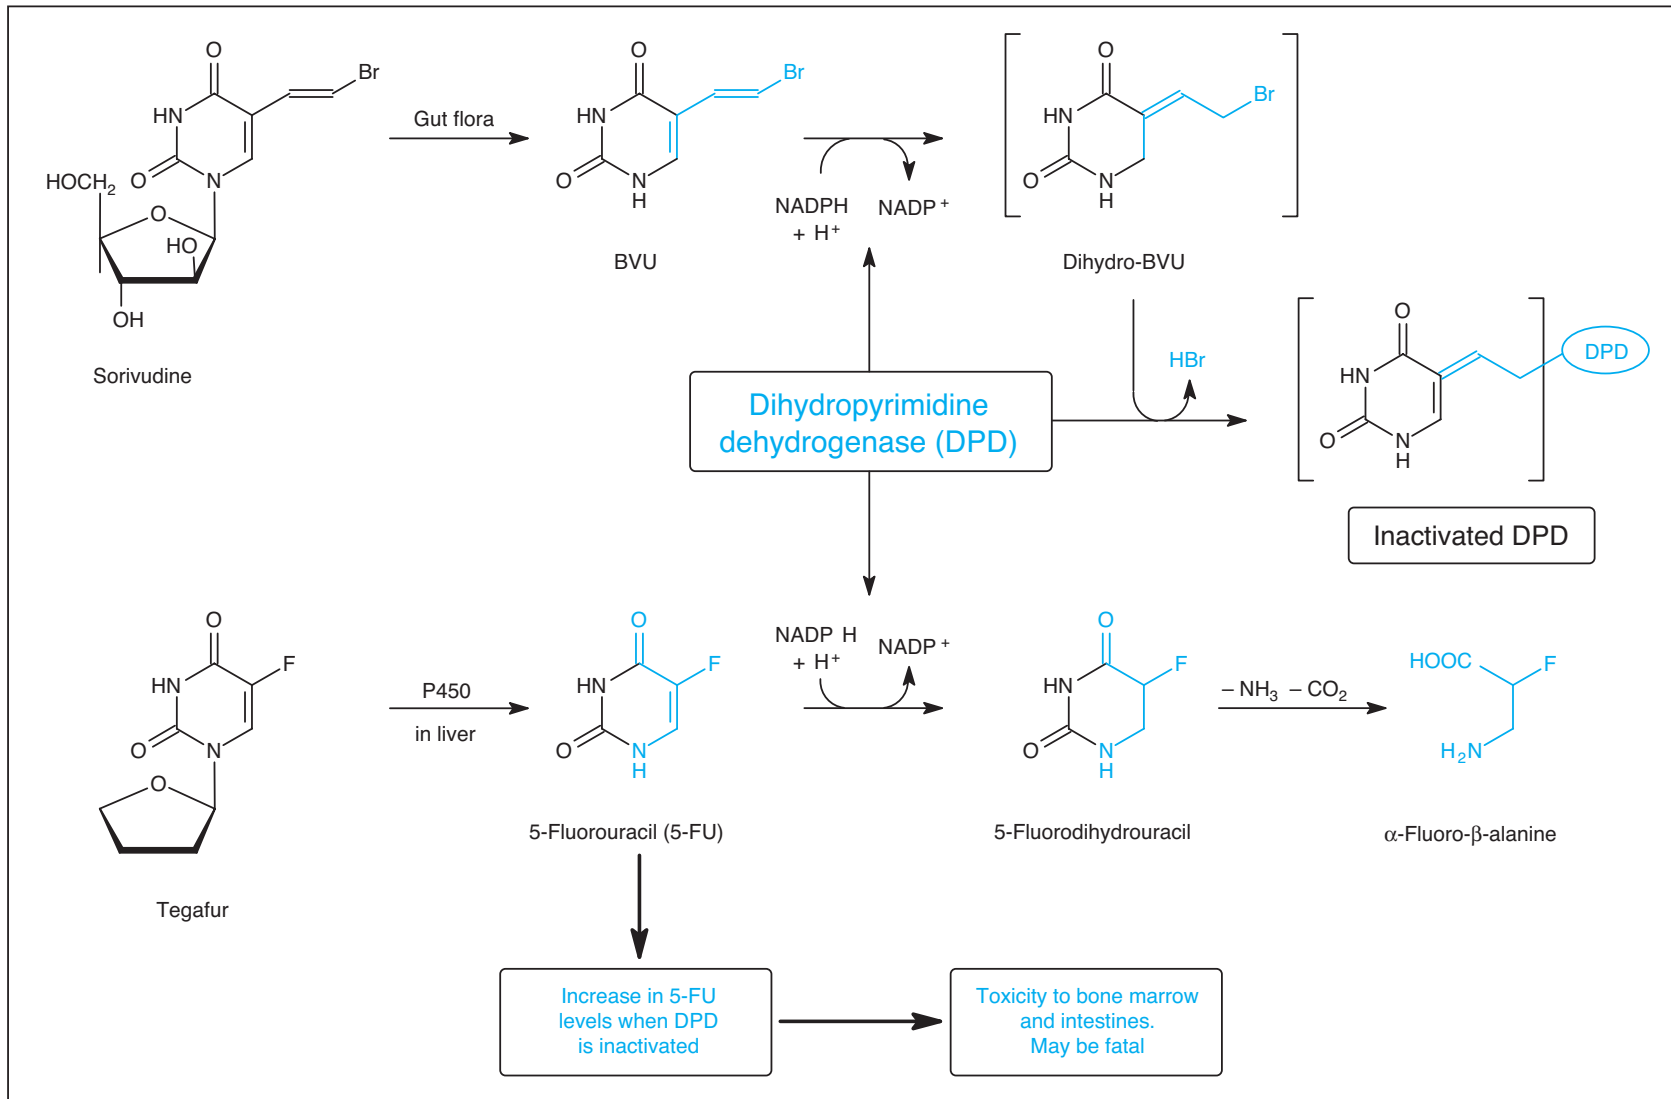 O
Br
HN
O
N
HOCH2
O
HO
OH
Sorivudine
Gut flora
O
Br
HN
O
N
H
BVU
NADPH
+ H+
NADP+
O
Br
HN
O
N
H
Dihydro-BVU
HBr
O
DPD
HN
O
N
H
Inactivated DPD
Dihydropyrimidine
dehydrogenase (DPD)
O
F
HN
O
N
O
Tegafur
P450
in liver
O
F
HN
O
N
H
5-Fluorouracil (5-FU)
NADP H
+ H+
NADP+
O
F
HN
O
N
H
5-Fluorodihydrouracil
– NH3 – CO2
HOOC
F
H2N
α-Fluoro-β-alanine
Increase in 5-FU
levels when DPD
is inactivated
Toxicity to bone marrow
and intestines.
May be fatal